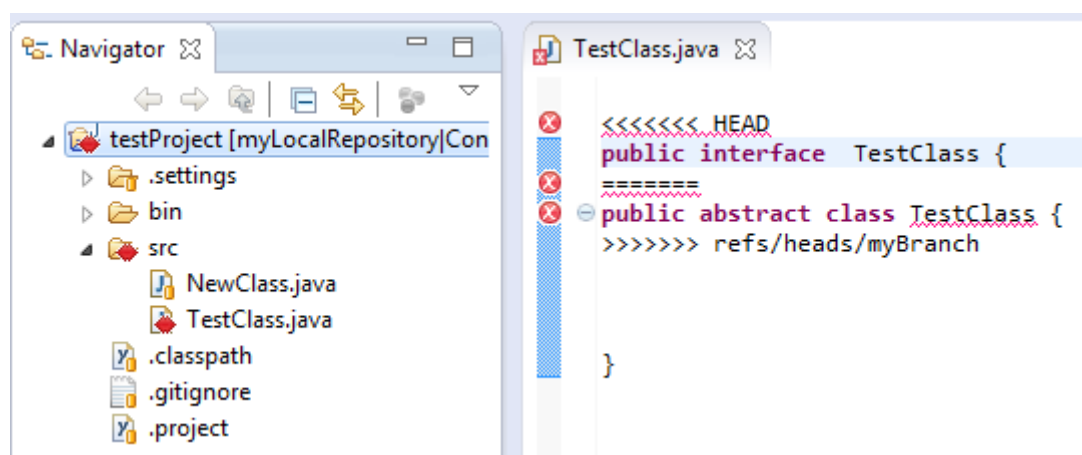 Navigator
testProject [myLocalRepository|Con
.settings
bin
src
NewClass.java
TestClass.java
.classpath
.gitignore
.project
TestClass.java
<<<<<<< HEAD
public interface  TestClass {
=======
public abstract class TestClass {
>>>>>>> refs/heads/myBranch
}